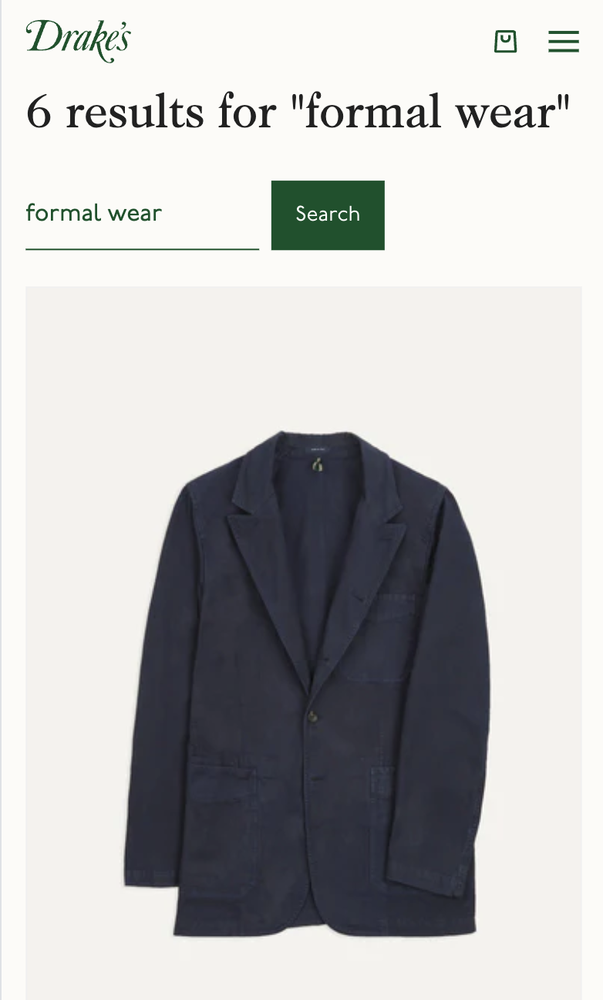 Drake's
6 results for "formal wear"
formal wear
Search